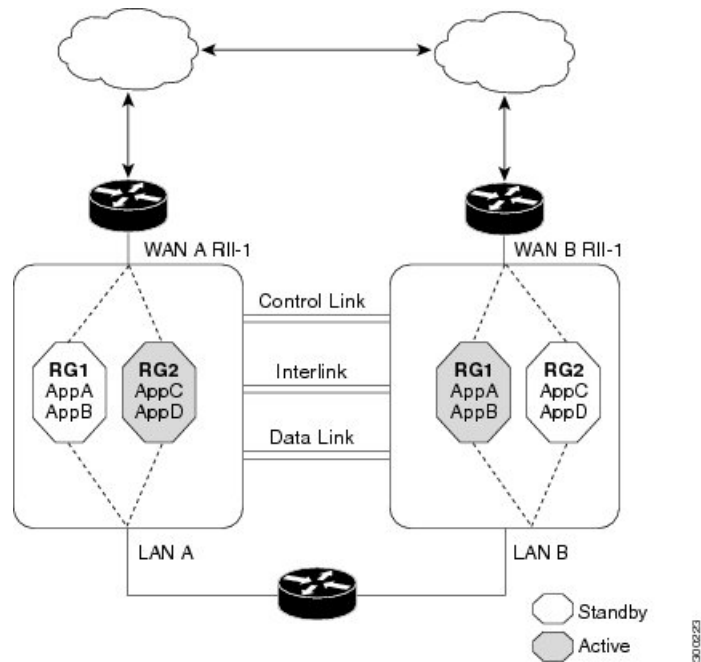 WAN A RII-1
WAN B RII-1
Control Link
RG1
AppA
AppB
RG2
AppC
AppD
Interlink
RG1
AppA
AppB
RG2
AppC
AppD
Data Link
LAN A
LAN B
Standby
Active
300223